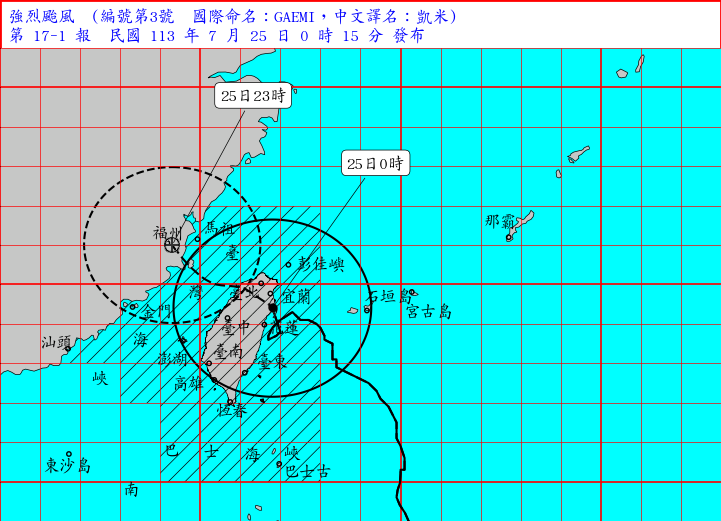 強烈颱風 (編號第3號 國際命名：GAEMI，中文譯名：凱米)
第 17-1 報 民國 113 年 7 月 25 日 0 時 15 分 發布
25日23時
25日0時
那霸
福州
馬祖
臺
彭佳嶼
灣
臺北
宜蘭
石垣島
宮古島
金門
臺中
花蓮
海
汕頭
澎湖
臺南
臺東
峽
高雄
恆春
巴 士 海 峽
東沙島
巴士古
南